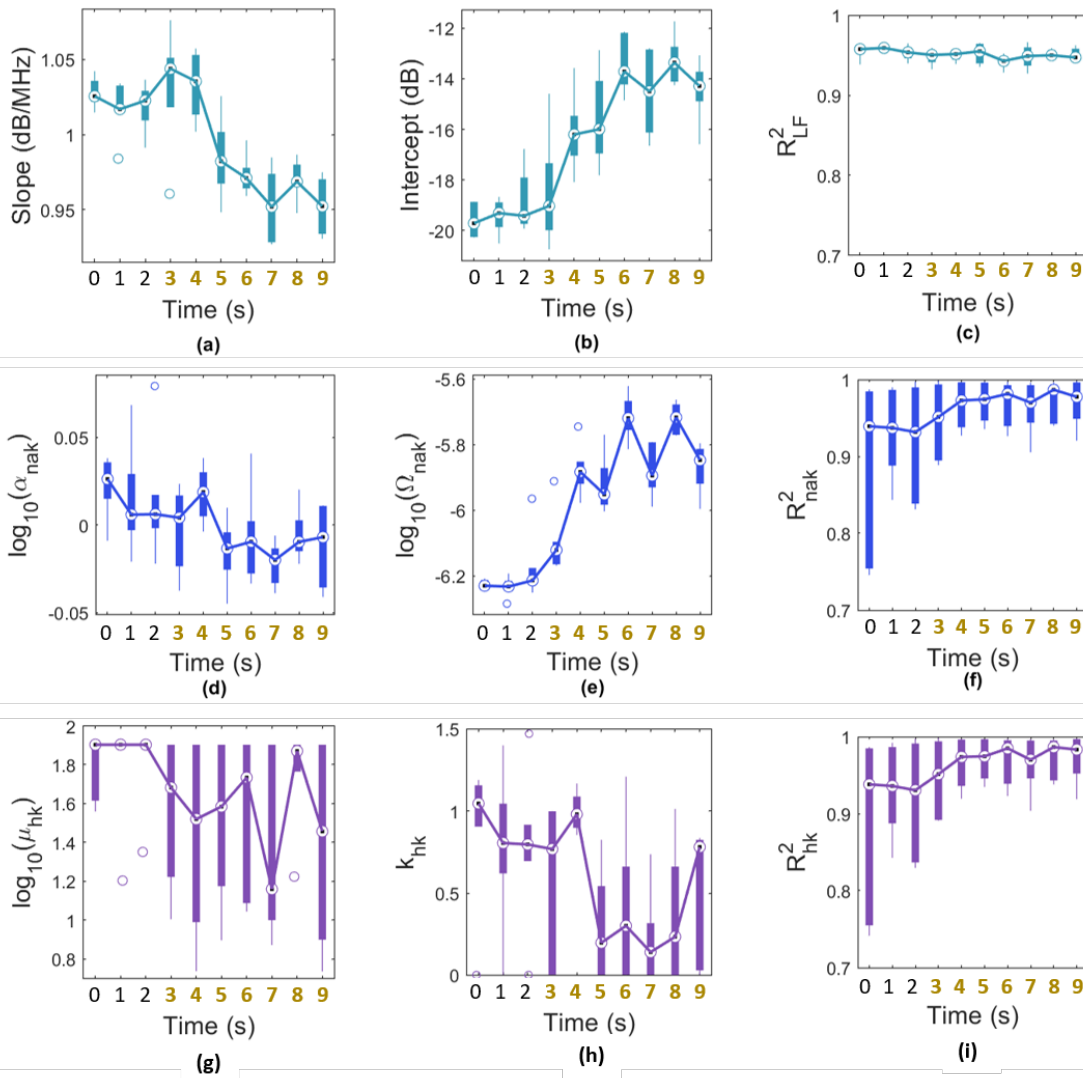 Slope (dB/MHz)
1.05
1
0.95
0 1 2 3 4 5 6 7 8 9
Time (s)
(a)
Intercept (dB)
-12
-14
-16
-18
-20
0 1 2 3 4 5 6 7 8 9
Time (s)
(b)
R²LF
1
0.9
0.8
0.7
0 1 2 3 4 5 6 7 8 9
Time (s)
(c)
log₁₀(αnak)
0.05
0
-0.05
0 1 2 3 4 5 6 7 8 9
Time (s)
(d)
log₁₀(Ωnak)
-5.6
-5.8
-6
-6.2
0 1 2 3 4 5 6 7 8 9
Time (s)
(e)
R²nak
1
0.9
0.8
0.7
0 1 2 3 4 5 6 7 8 9
Time (s)
(f)
log₁₀(μhk)
2
1.8
1.6
1.4
1.2
1
0.8
0 1 2 3 4 5 6 7 8 9
Time (s)
(g)
khk
1.5
1
0.5
0
0 1 2 3 4 5 6 7 8 9
Time (s)
(h)
R²hk
1
0.9
0.8
0.7
0 1 2 3 4 5 6 7 8 9
Time (s)
(i)